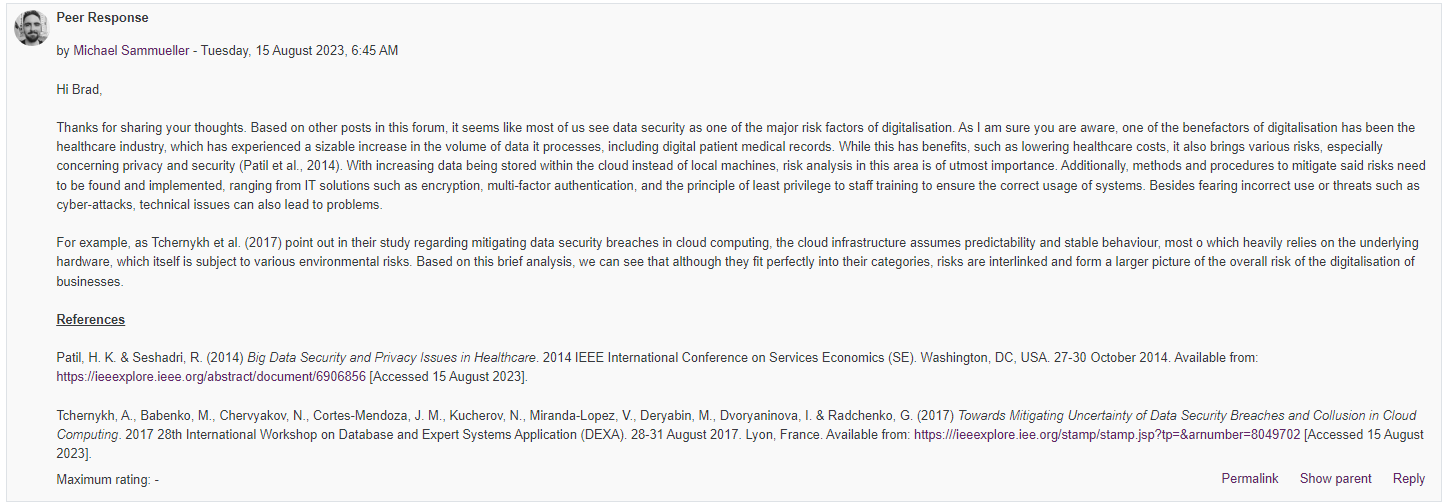 Peer Response
by Michael Sammueller - Tuesday, 15 August 2023, 6:45 AM
Hi Brad,
Thanks for sharing your thoughts. Based on other posts in this forum, it seems like most of us see data security as one of the major risk factors of digitalisation. As I am sure you are aware, one of the benefactors of digitalisation has been the
healthcare industry, which has experienced a sizable increase in the volume of data it processes, including digital patient medical records. While this has benefits, such as lowering healthcare costs, it also brings various risks, especially
concerning privacy and security (Patil et al., 2014). With increasing data being stored within the cloud instead of local machines, risk analysis in this area is of utmost importance. Additionally, methods and procedures to mitigate said risks need
to be found and implemented, ranging from IT solutions such as encryption, multi-factor authentication, and the principle of least privilege to staff training to ensure the correct usage of systems. Besides fearing incorrect use or threats such as
cyber-attacks, technical issues can also lead to problems.
For example, as Tchernykh et al. (2017) point out in their study regarding mitigating data security breaches in cloud computing, the cloud infrastructure assumes predictability and stable behaviour, most o which heavily relies on the underlying
hardware, which itself is subject to various environmental risks. Based on this brief analysis, we can see that although they fit perfectly into their categories, risks are interlinked and form a larger picture of the overall risk of the digitalisation of
businesses.
References
Patil, H. K. & Seshadri, R. (2014) Big Data Security and Privacy Issues in Healthcare. 2014 IEEE International Conference on Services Economics (SE). Washington, DC, USA. 27-30 October 2014. Available from:
https://ieeexplore.ieee.org/abstract/document/6906856 [Accessed 15 August 2023].
Tchernykh, A., Babenko, M., Chervyakov, N., Cortes-Mendoza, J. M., Kucherov, N., Miranda-Lopez, V., Deryabin, M., Dvoryaninova, I. & Radchenko, G. (2017) Towards Mitigating Uncertainty of Data Security Breaches and Collusion in Cloud
Computing. 2017 28th International Workshop on Database and Expert Systems Application (DEXA). 28-31 August 2017. Lyon, France. Available from: https:///ieeexplore.iee.org/stamp/stamp.jsp?tp=&arnumber=8049702 [Accessed 15 August
2023].
Maximum rating: -
Permalink Show parent Reply